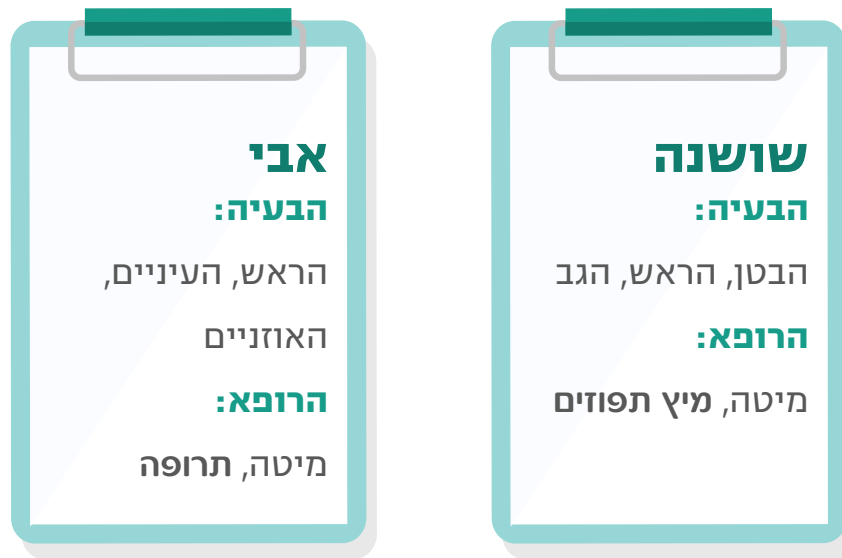 שושנה
הבעיה:
הבטן, הראש, הגב
הרופא:
מיטה, מיץ תפוזים
אבי
הבעיה:
הראש, העיניים,
האוזניים
הרופא:
מיטה, תרופה